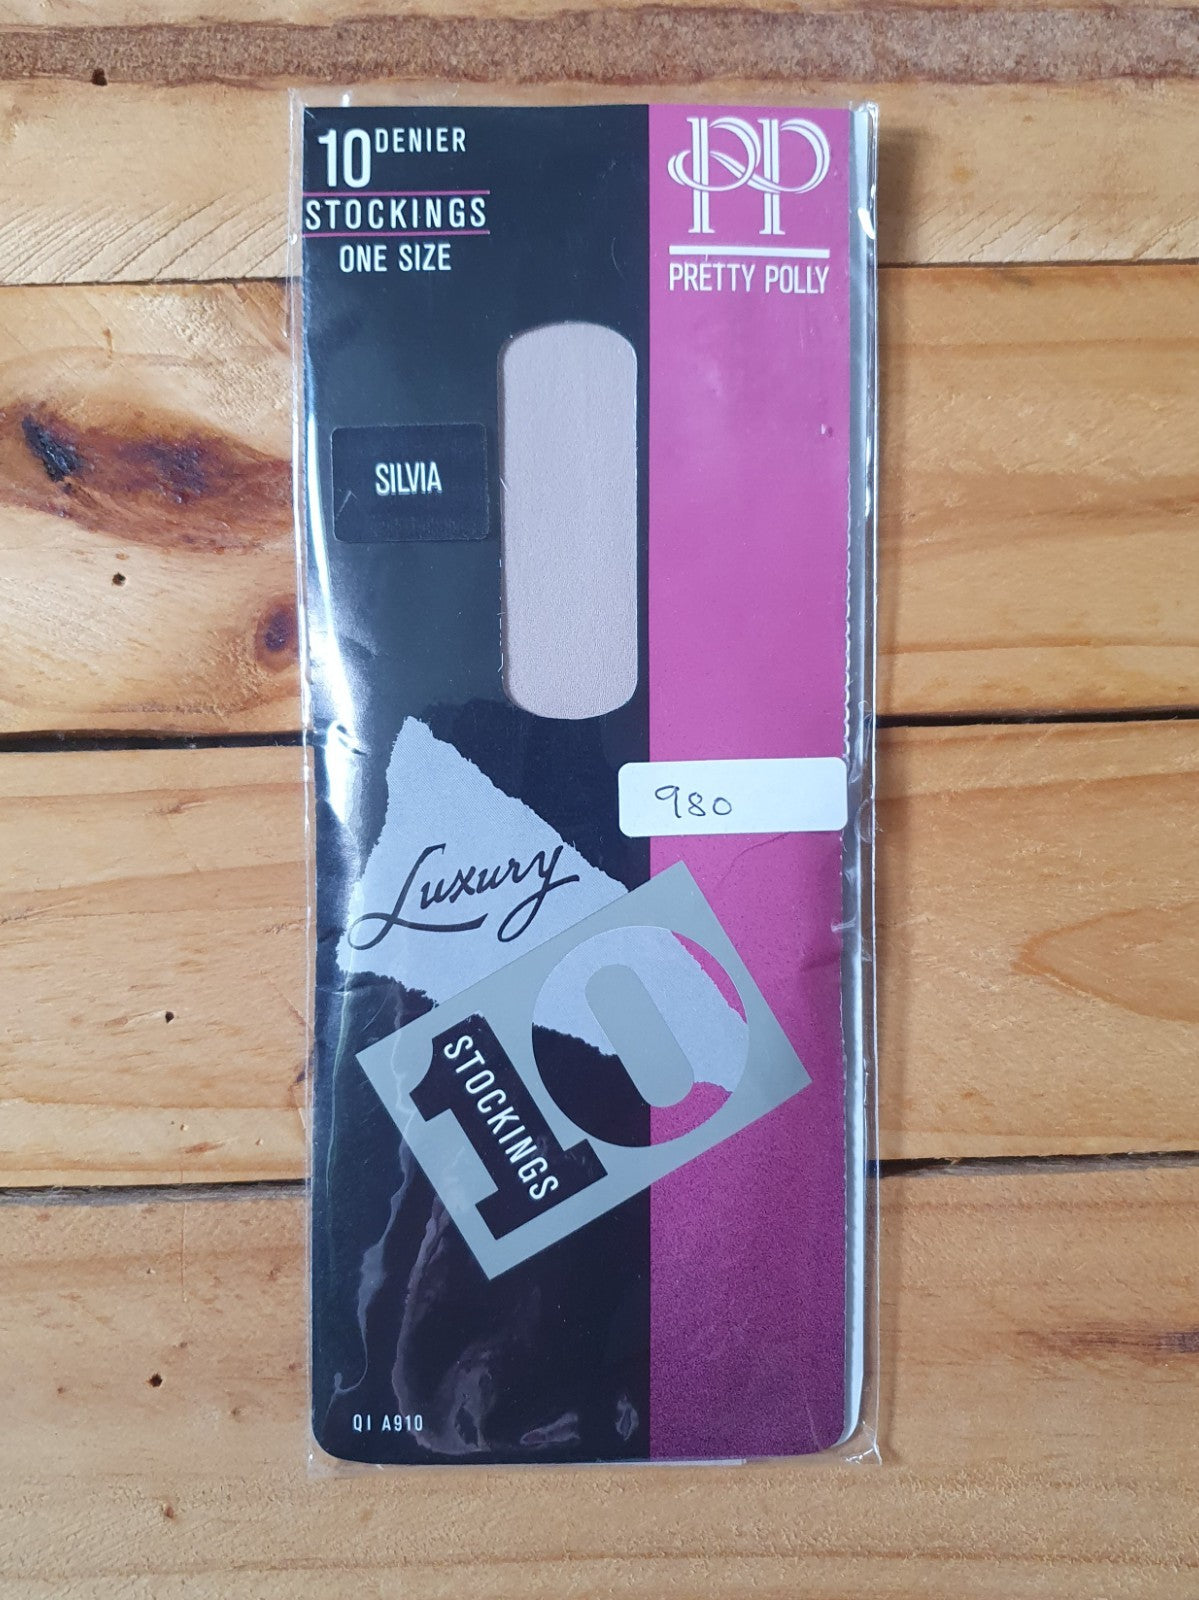 10 DENIER
STOCKINGS
ONE SIZE
PP
PRETTY POLLY
SILVIA
980
Luxury
10
STOCKINGS
QI A910